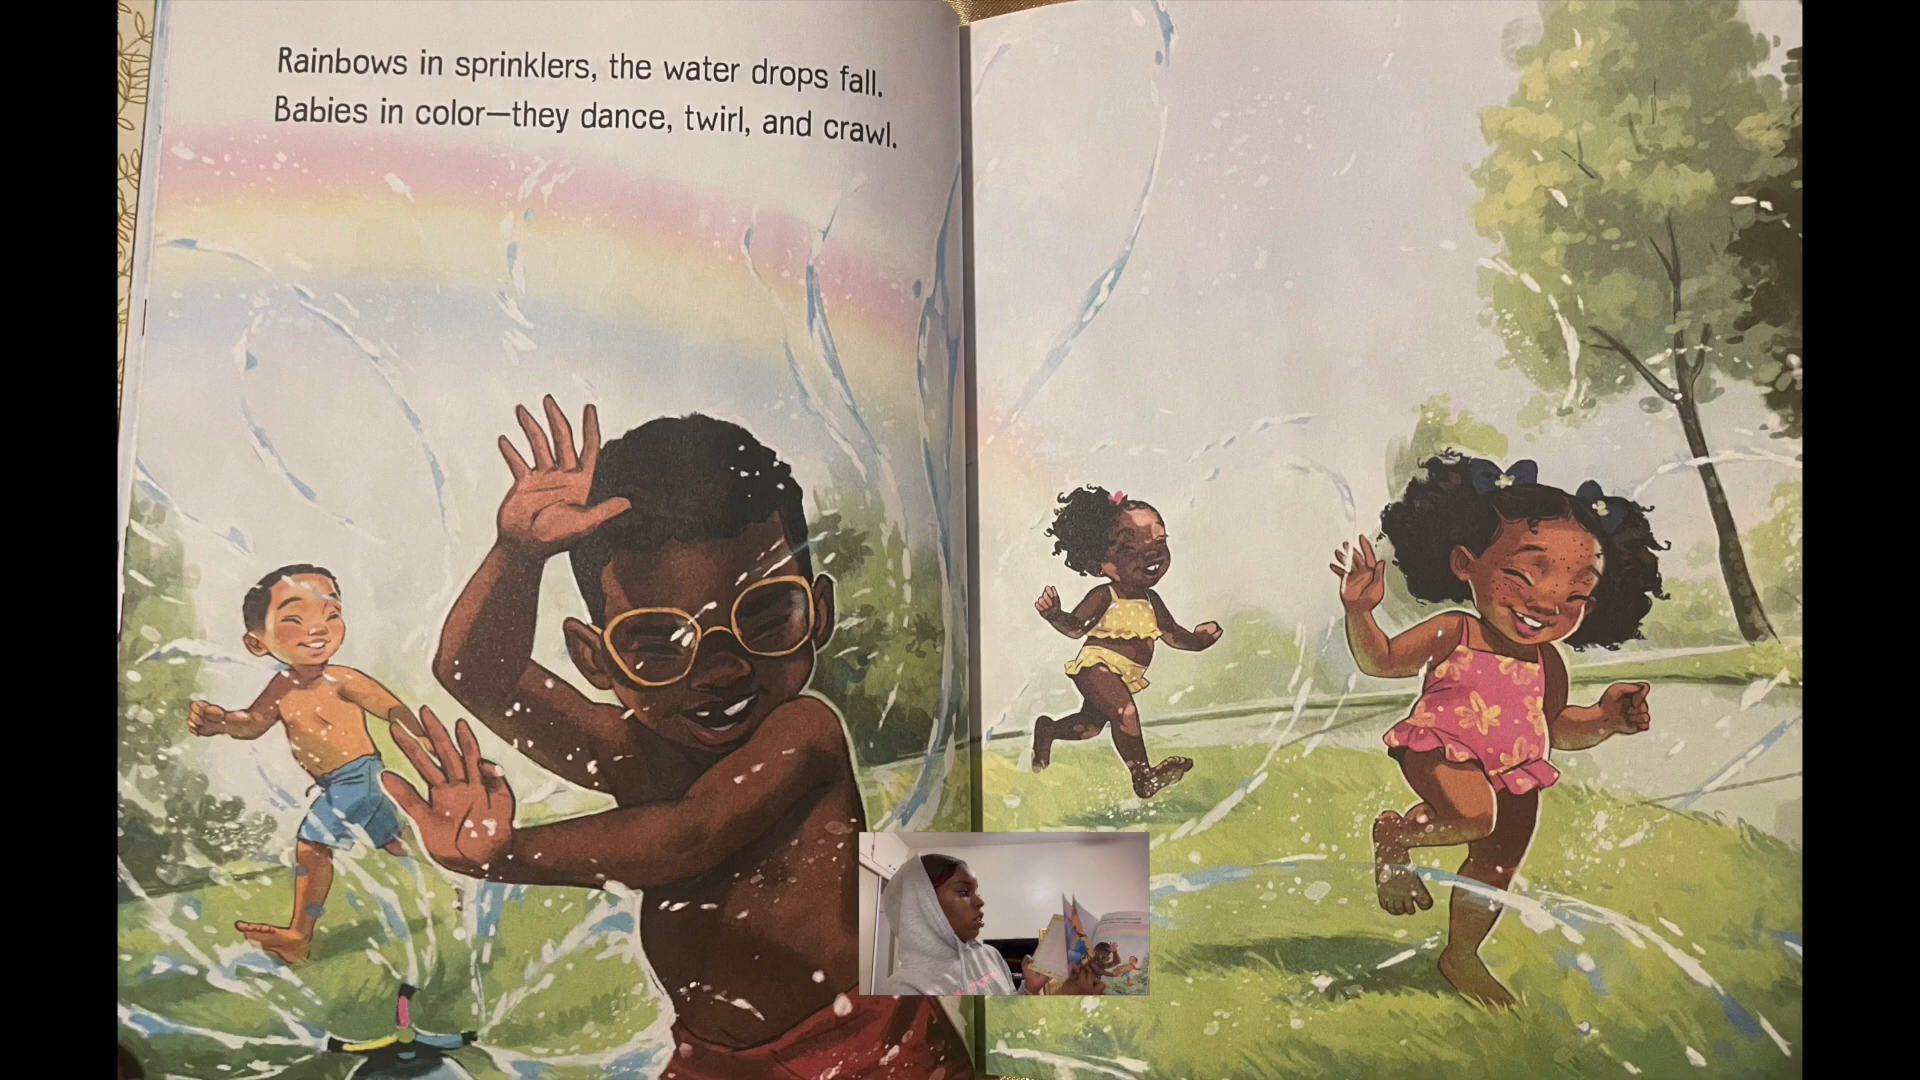 Rainbows in sprinklers, the water drops fall.
Babies in color—they dance, twirl, and crawl.